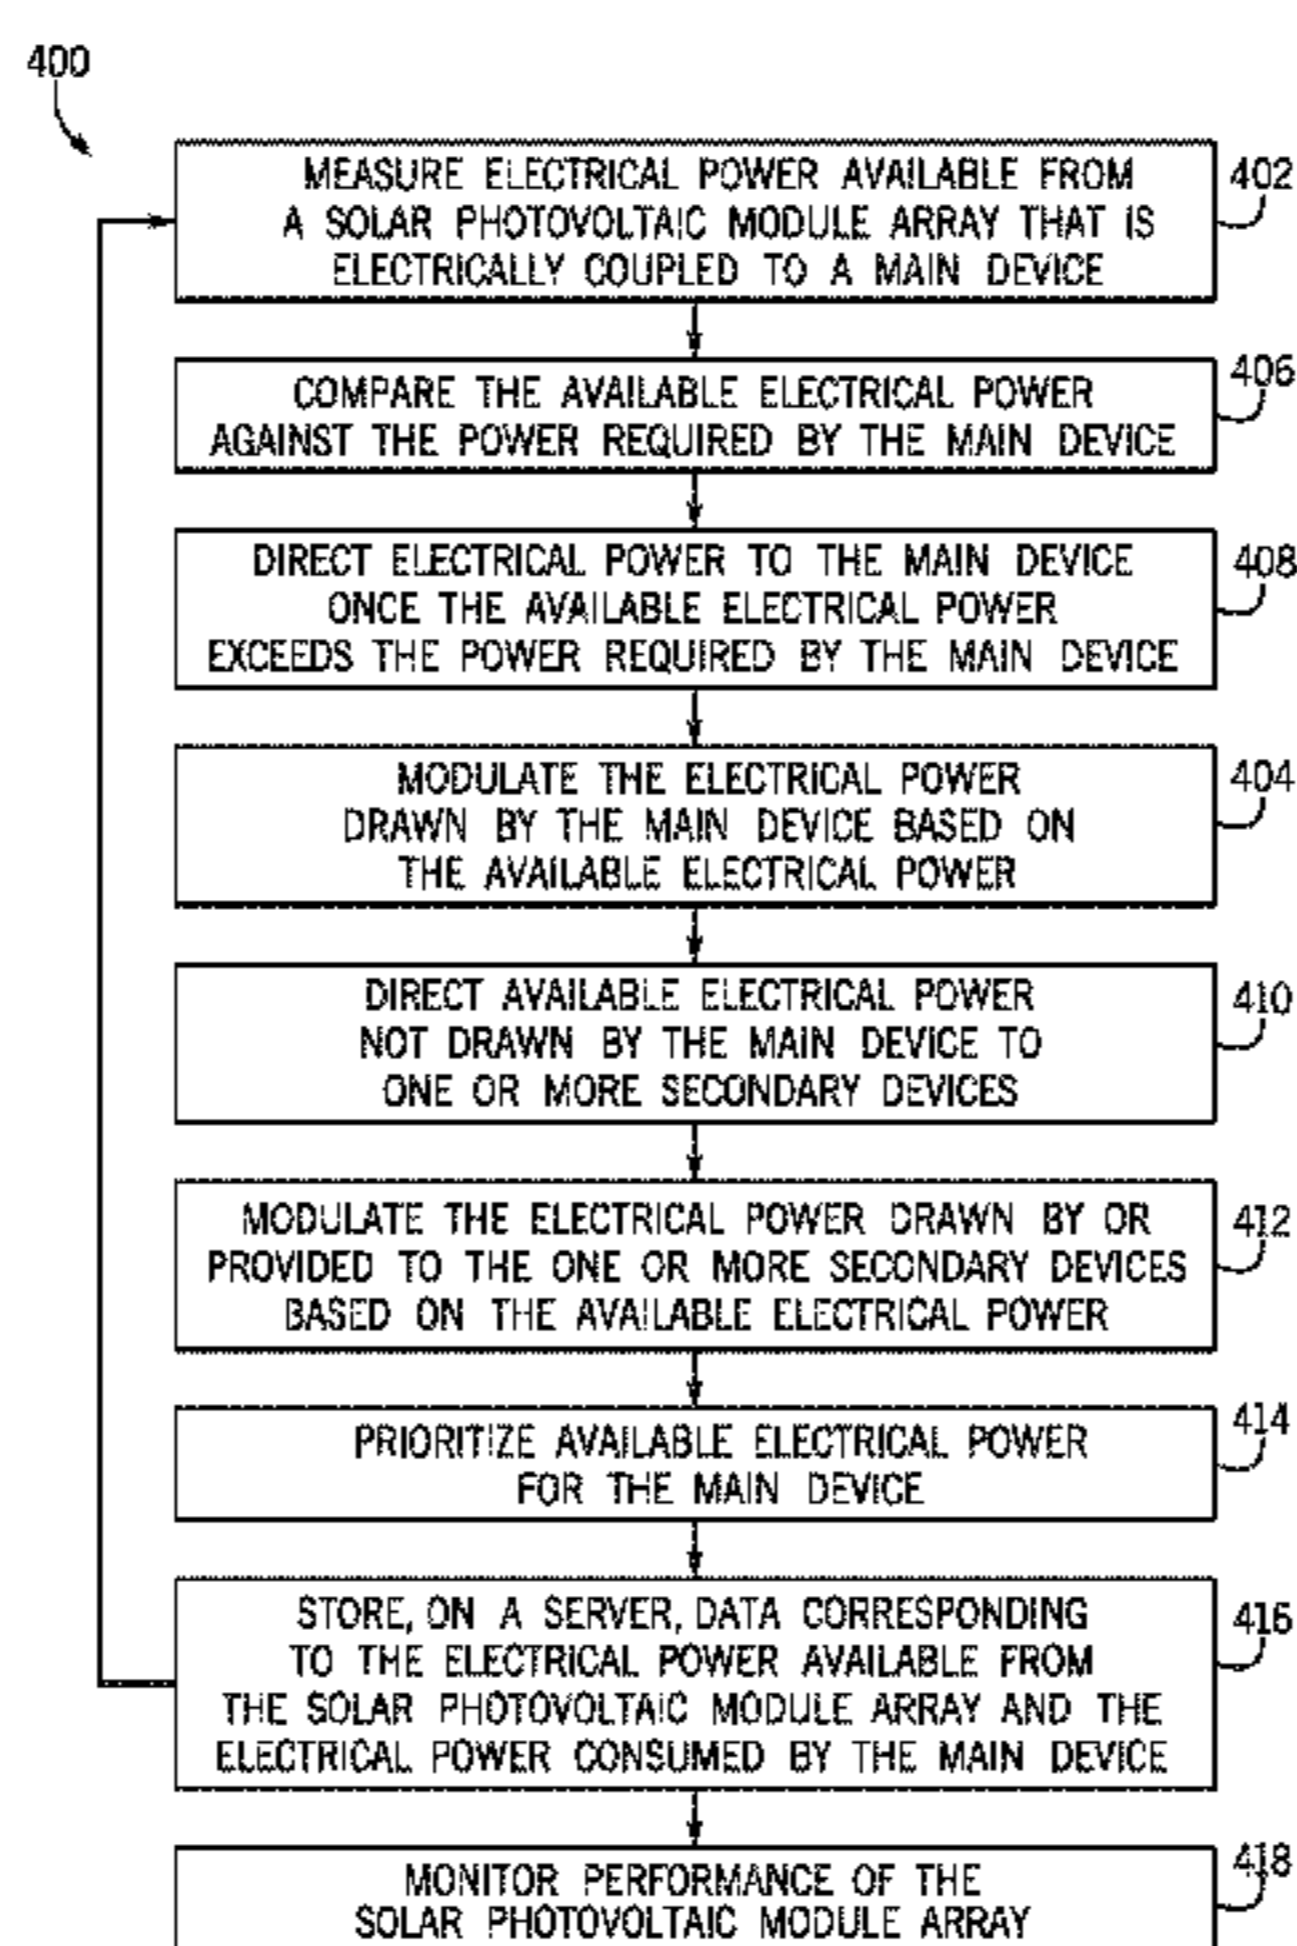 400
MEASURE ELECTRICAL POWER AVAILABLE FROM
A SOLAR PHOTOVOLTAIC MODULE ARRAY THAT IS
ELECTRICALLY COUPLED TO A MAIN DEVICE
402
COMPARE THE AVAILABLE ELECTRICAL POWER
AGAINST THE POWER REQUIRED BY THE MAIN DEVICE
406
DIRECT ELECTRICAL POWER TO THE MAIN DEVICE
ONCE THE AVAILABLE ELECTRICAL POWER
EXCEEDS THE POWER REQUIRED BY THE MAIN DEVICE
408
MODULATE THE ELECTRICAL POWER
DRAWN BY THE MAIN DEVICE BASED ON
THE AVAILABLE ELECTRICAL POWER
404
DIRECT AVAILABLE ELECTRICAL POWER
NOT DRAWN BY THE MAIN DEVICE TO
ONE OR MORE SECONDARY DEVICES
410
MODULATE THE ELECTRICAL POWER DRAWN BY OR
PROVIDED TO THE ONE OR MORE SECONDARY DEVICES
BASED ON THE AVAILABLE ELECTRICAL POWER
412
PRIORITIZE AVAILABLE ELECTRICAL POWER
FOR THE MAIN DEVICE
414
STORE, ON A SERVER, DATA CORRESPONDING
TO THE ELECTRICAL POWER AVAILABLE FROM
THE SOLAR PHOTOVOLTAIC MODULE ARRAY AND THE
ELECTRICAL POWER CONSUMED BY THE MAIN DEVICE
416
MONITOR PERFORMANCE OF THE
SOLAR PHOTOVOLTAIC MODULE ARRAY
418